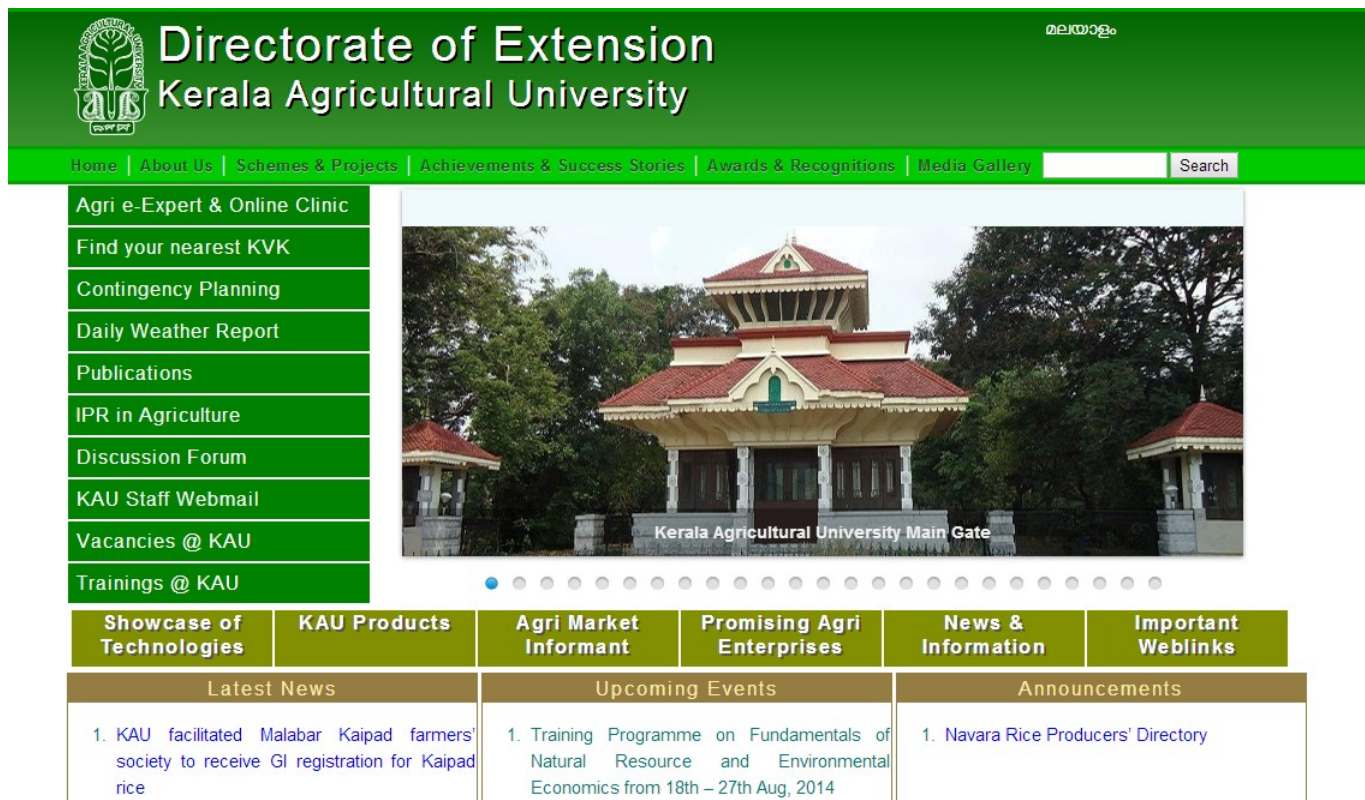 Directorate of Extension
Kerala Agricultural University
മലയാളം
Home | About Us | Schemes & Projects | Achievements & Success Stories | Awards & Recognitions | Media Gallery
Search
Agri e-Expert & Online Clinic
Find your nearest KVK
Contingency Planning
Daily Weather Report
Publications
IPR in Agriculture
Discussion Forum
KAU Staff Webmail
Vacancies @ KAU
Trainings @ KAU
Kerala Agricultural University Main Gate
Showcase of
Technologies
KAU Products
Agri Market
Informant
Promising Agri
Enterprises
News &
Information
Important
Weblinks
Latest News
1. KAU facilitated Malabar Kaipad farmers'
society to receive GI registration for Kaipad
rice
Upcoming Events
1. Training Programme on Fundamentals of
Natural Resource and Environmental
Economics from 18th – 27th Aug, 2014
Announcements
1. Navara Rice Producers' Directory